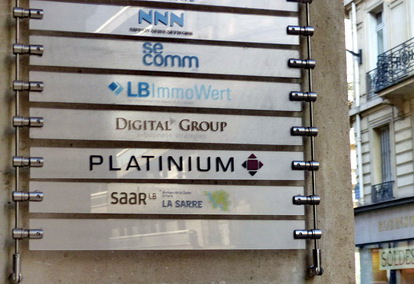 NNN
se
comm
LBImmoWert
DIGITAL GROUP
PLATINIUM
SAAR LB
LA SARRE
SOLDES